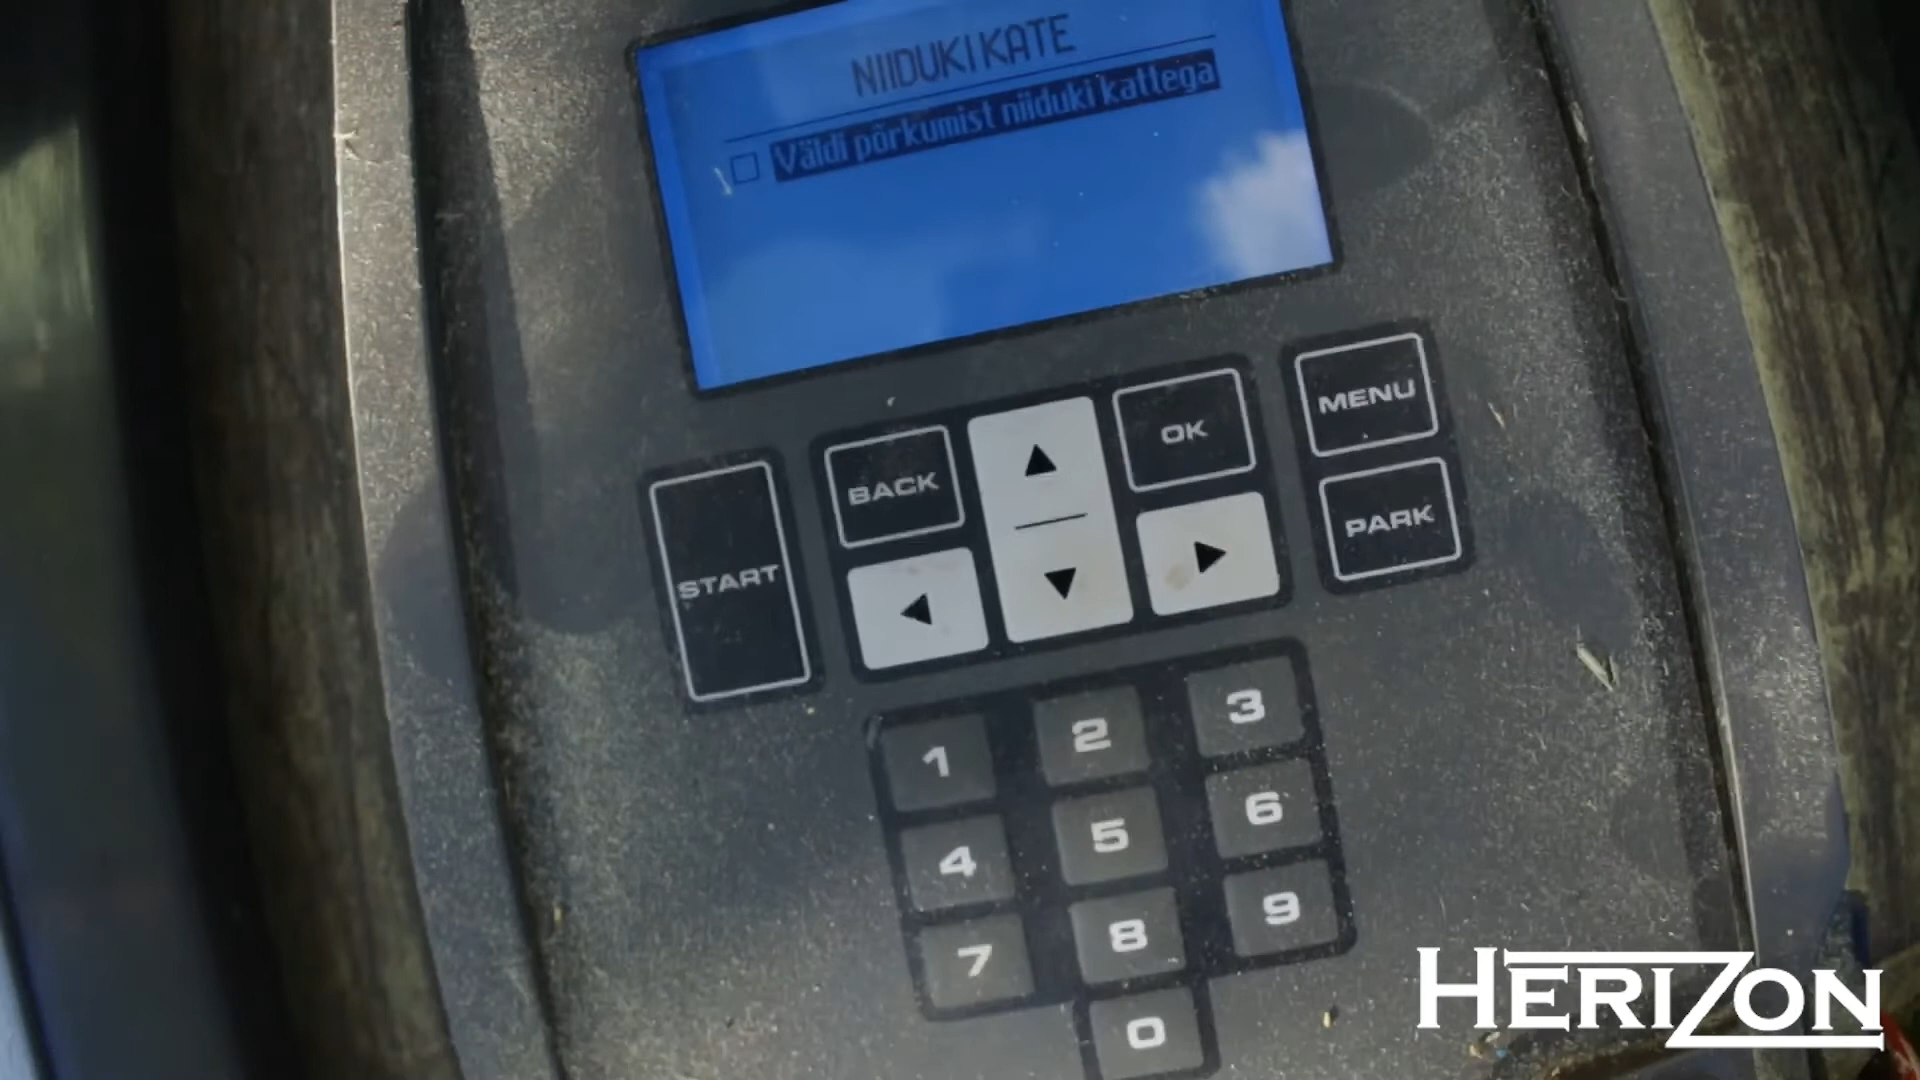 NIIDUKI KATE
Väldi põrkumist niiduki kattega
BACK
OK
MENU
START
PARK
1 2 3
4 5 6
7 8 9
0
HERIZON